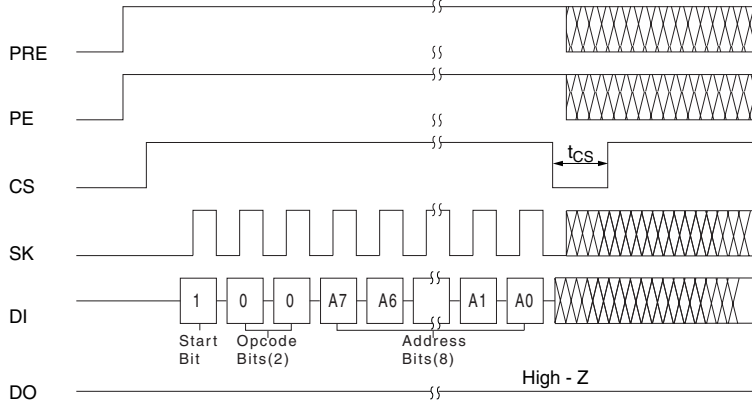 PRE
PE
CS
tCS
SK
DI
1 0 0 A7 A6 A1 A0
Start Bit
Opcode Bits(2)
Address Bits(8)
DO
High - Z